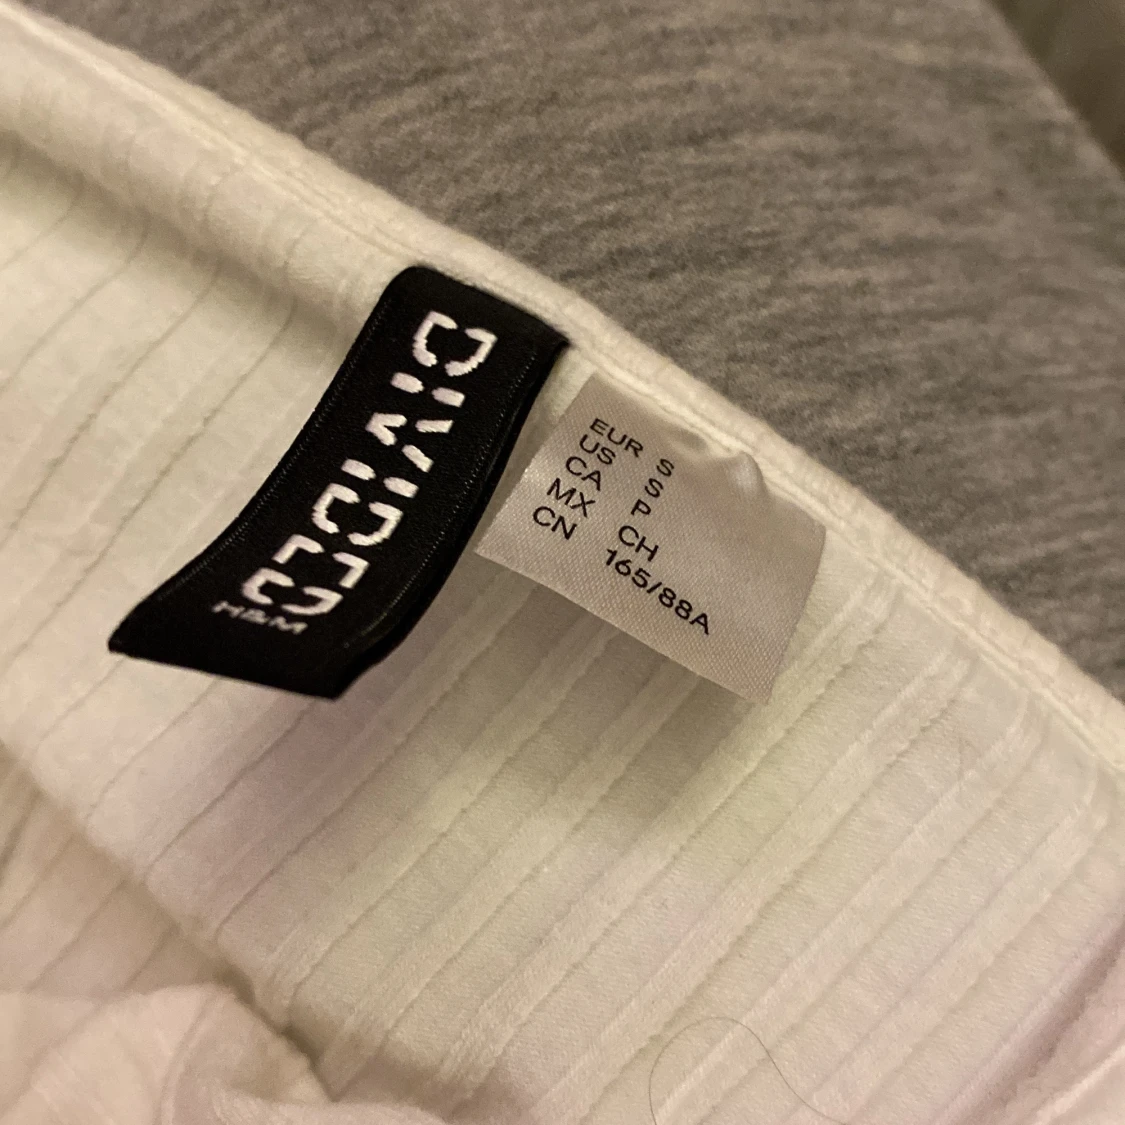 DIVIDED
H&M
EUR S
US S
CA P
MX CH
CN 165/88A